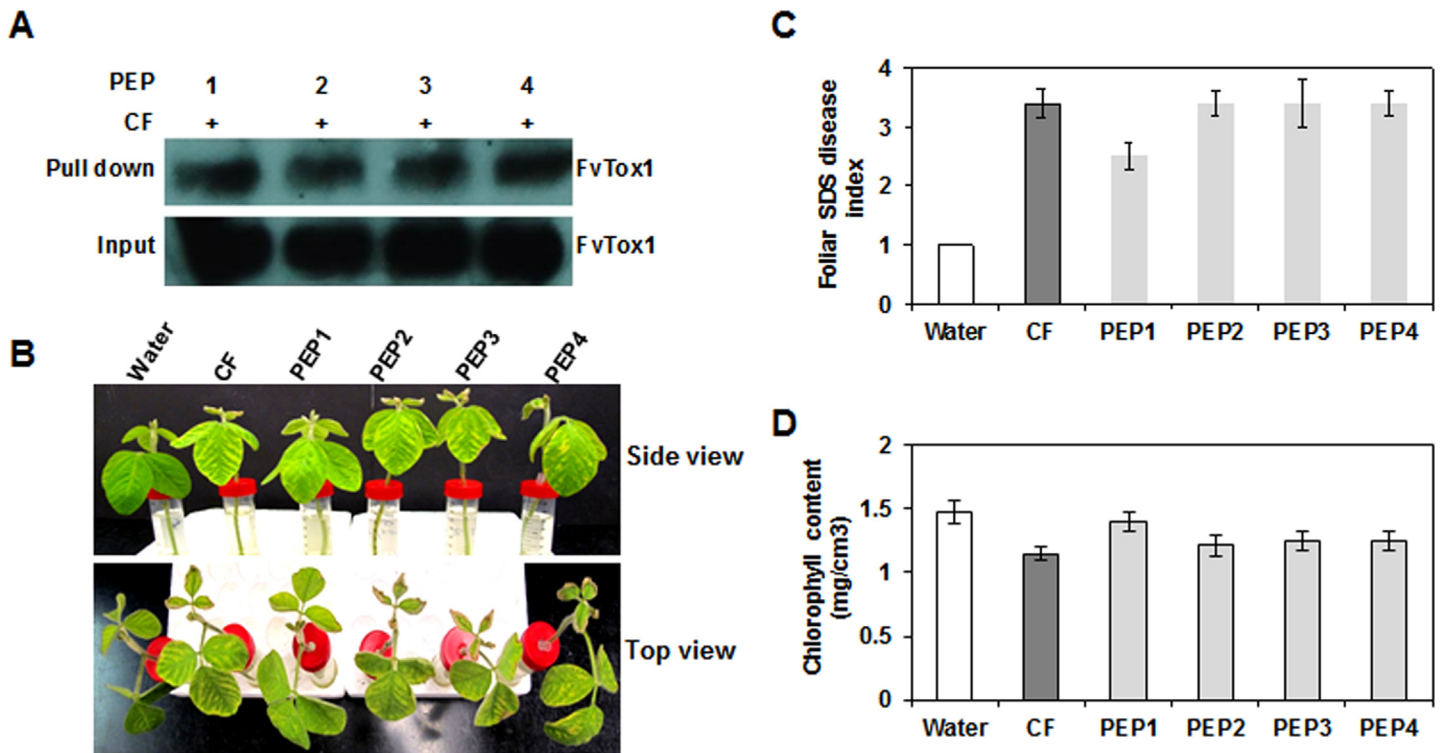 A
PEP 1 2 3 4
CF + + + +
Pull down FvTox1
Input FvTox1
B
Water CF PEP1 PEP2 PEP3 PEP4
Side view
Top view
C
Foliar SDS disease
index
4
3
2
1
0
Water CF PEP1 PEP2 PEP3 PEP4
D
Chlorophyll content
(mg/cm3)
2
1.5
1
0.5
0
Water CF PEP1 PEP2 PEP3 PEP4